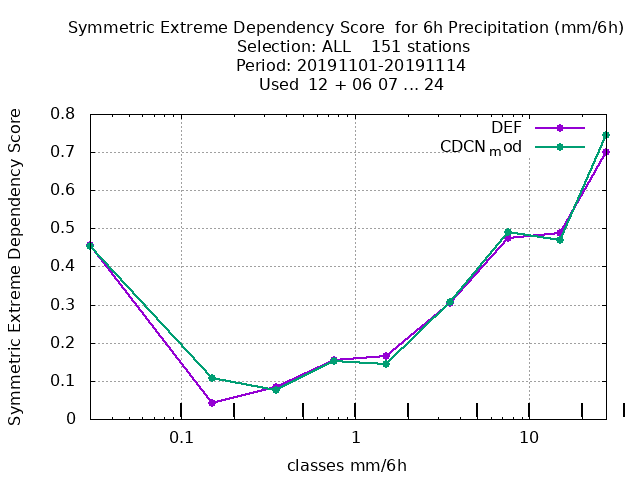 Symmetric Extreme Dependency Score  for 6h Precipitation (mm/6h)
Selection: ALL    151 stations
Period: 20191101-20191114
Used  12 + 06 07 ... 24
Symmetric Extreme Dependency Score
0.8
0.7
0.6
0.5
0.4
0.3
0.2
0.1
0
DEF
CDCNmod
0.1 1 10
classes mm/6h